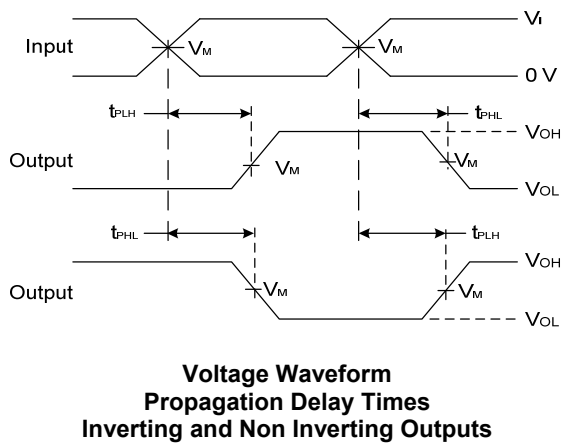 VI
Input VM VM
0 V
tPLH tPHL
VOH
Output VM VM
VOL
tPHL tPLH
VOH
Output VM VM
VOL
Voltage Waveform
Propagation Delay Times
Inverting and Non Inverting Outputs